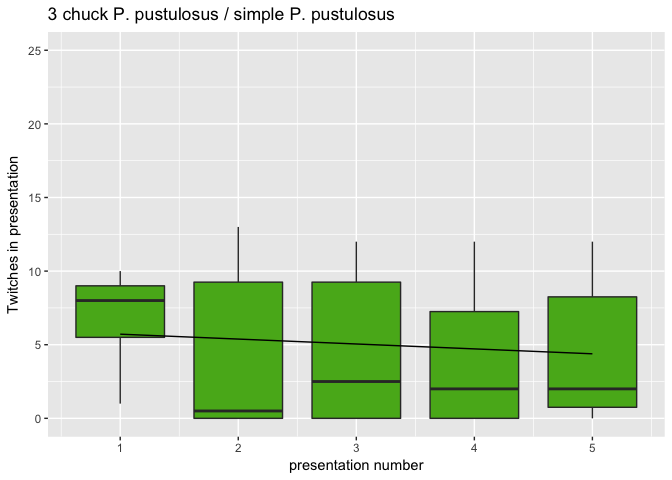 3 chuck P. pustulosus / simple P. pustulosus
Twitches in presentation
25
20
15
10
5
0
1 2 3 4 5
presentation number